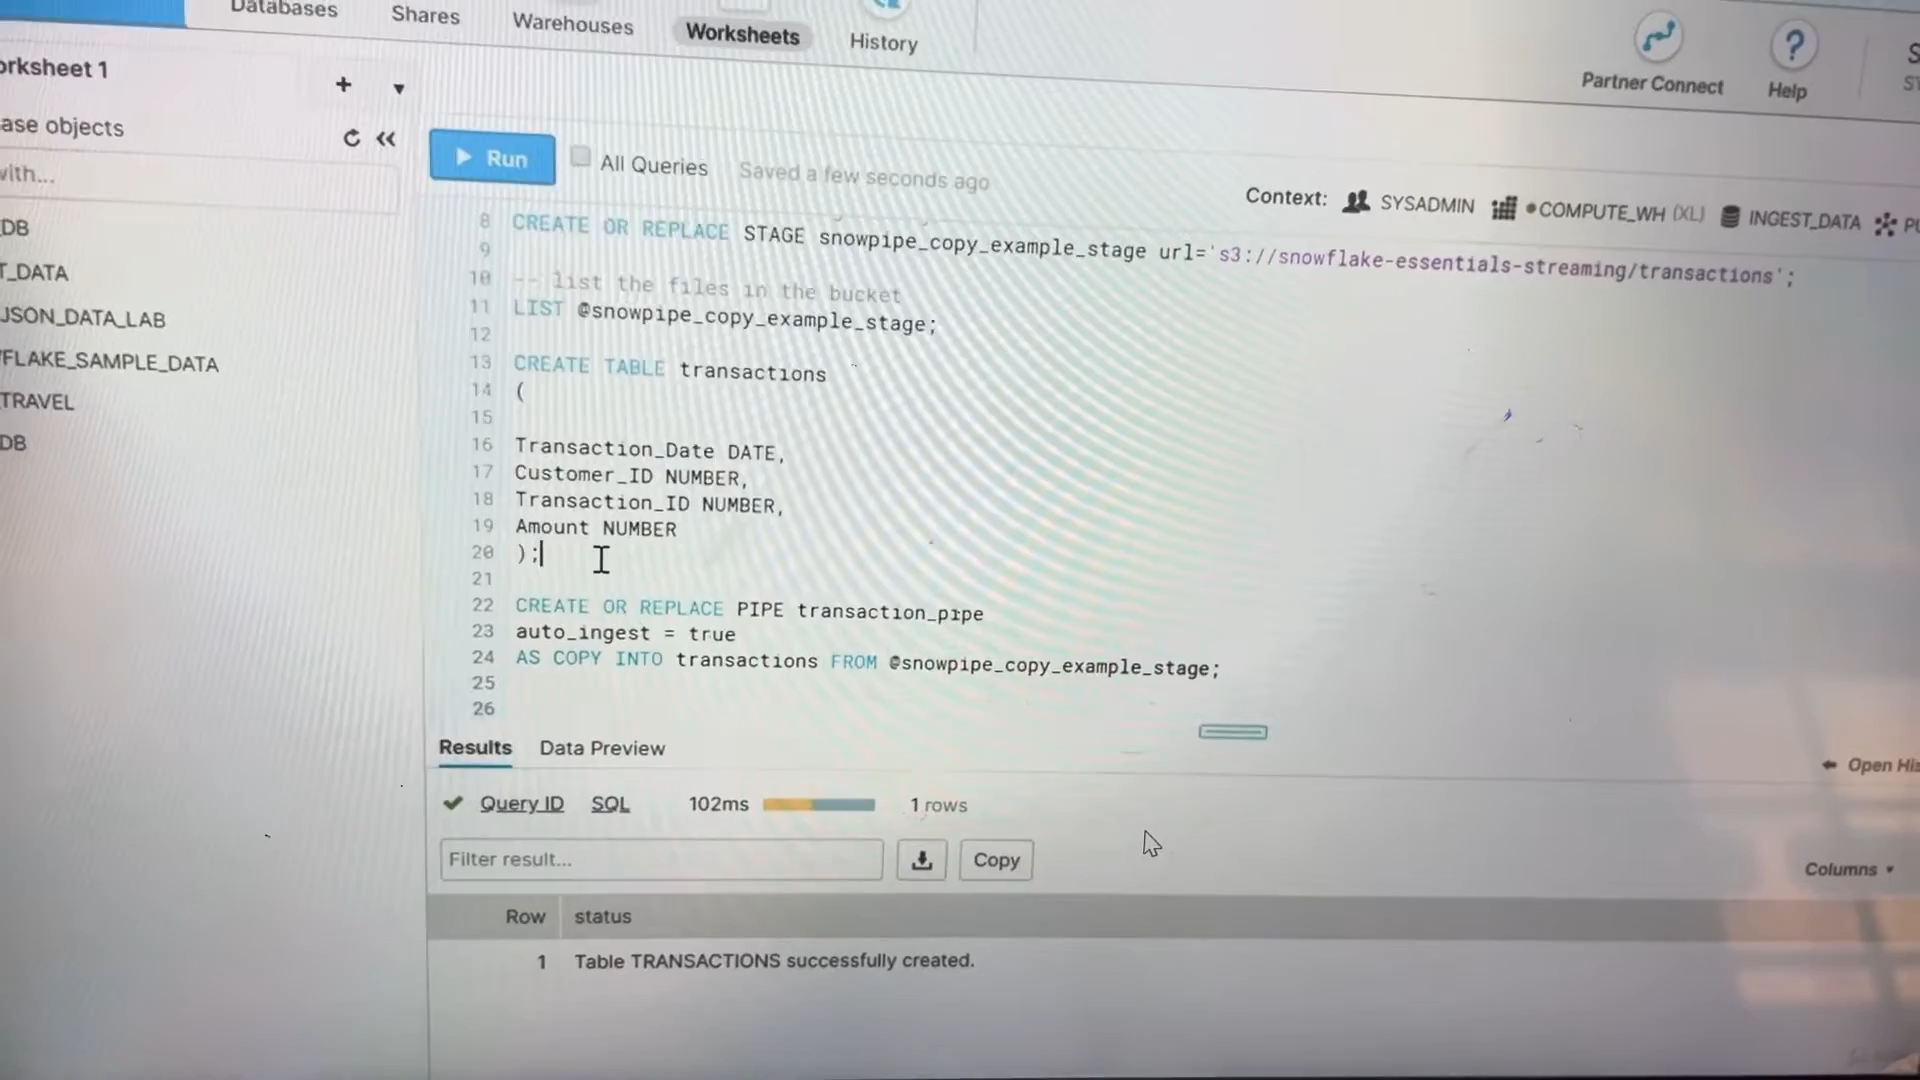 Databases
Shares
Warehouses
Worksheets
History
Partner Connect
Help
orksheet 1
ase objects
with...
DB
T_DATA
JSON_DATA_LAB
FLAKE_SAMPLE_DATA
TRAVEL
DB
Run
All Queries
Saved a few seconds ago
Context: SYSADMIN COMPUTE_WH (XL) INGEST_DATA
8 CREATE OR REPLACE STAGE snowpipe_copy_example_stage url='s3://snowflake-essentials-streaming/transactions';
9
10 -- list the files in the bucket
11 LIST @snowpipe_copy_example_stage;
12
13 CREATE TABLE transactions
14 (
15
16 Transaction_Date DATE,
17 Customer_ID NUMBER,
18 Transaction_ID NUMBER,
19 Amount NUMBER
20 );
21
22 CREATE OR REPLACE PIPE transaction_pipe
23 auto_ingest = true
24 AS COPY INTO transactions FROM @snowpipe_copy_example_stage;
25
26
Results Data Preview
Open His
Query ID SQL 102ms 1 rows
Filter result...
Copy
Columns
Row status
1 Table TRANSACTIONS successfully created.